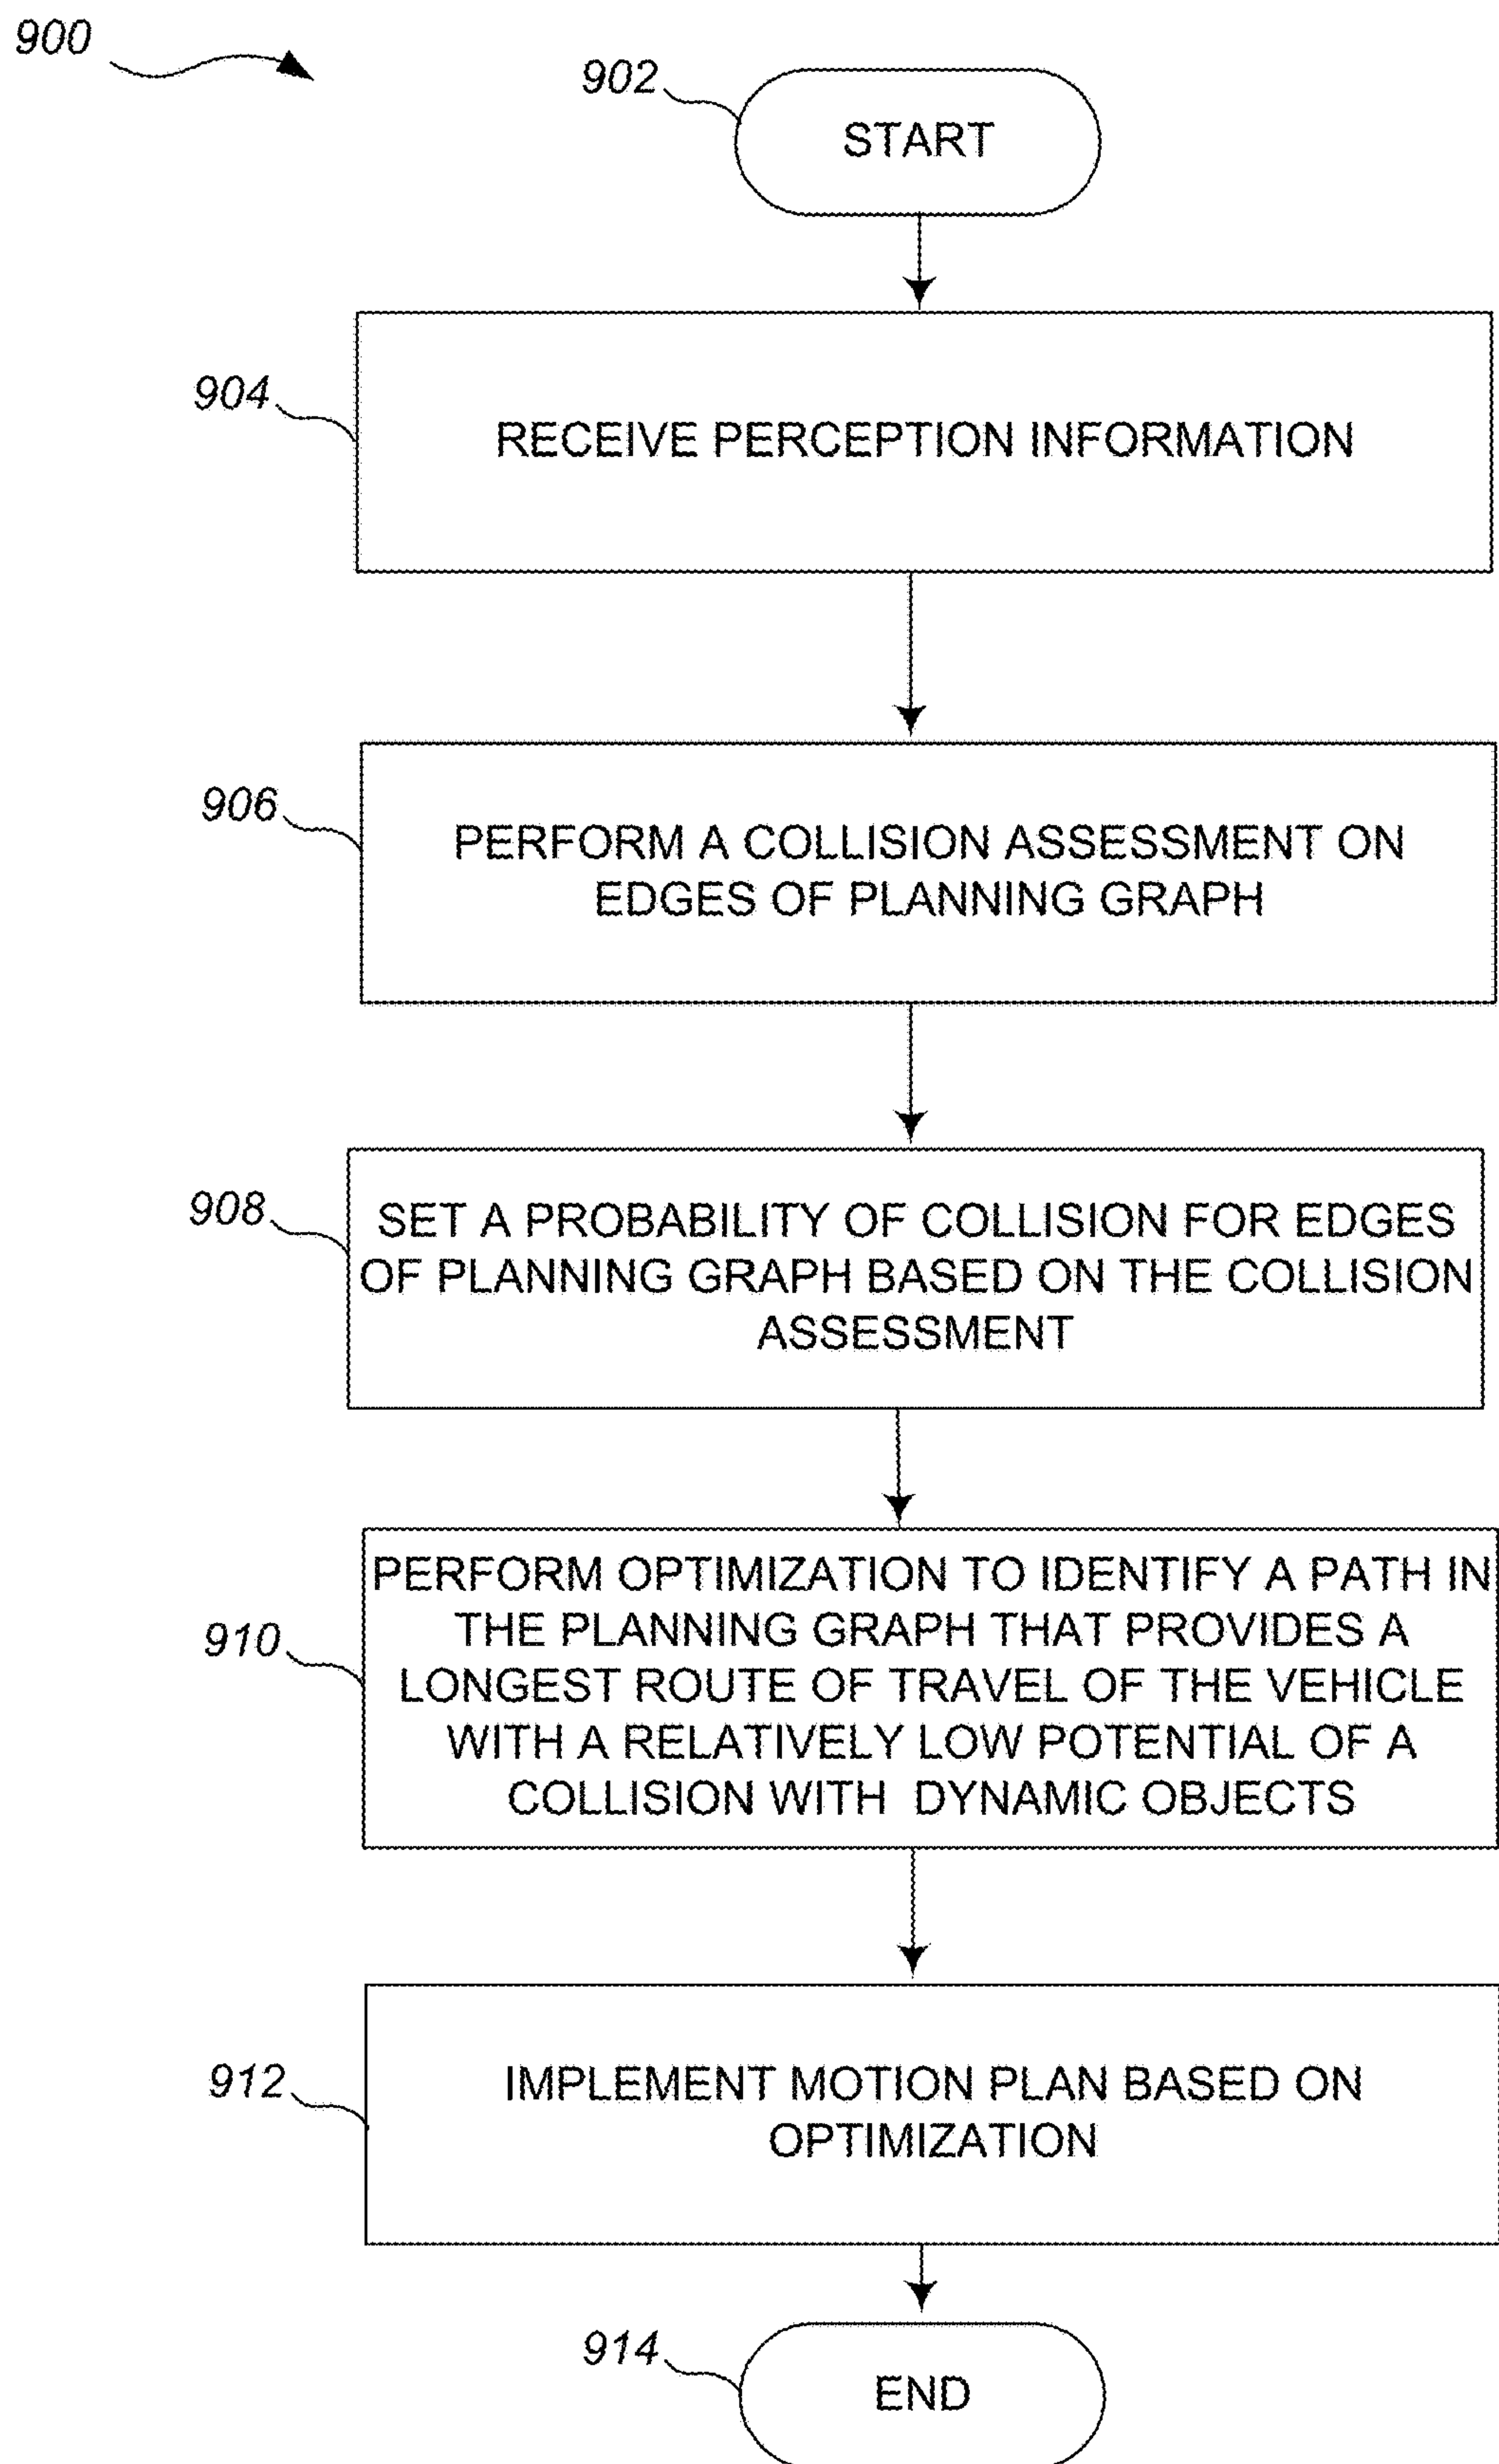 900
902
START
904
RECEIVE PERCEPTION INFORMATION
906
PERFORM A COLLISION ASSESSMENT ON
EDGES OF PLANNING GRAPH
908
SET A PROBABILITY OF COLLISION FOR EDGES
OF PLANNING GRAPH BASED ON THE COLLISION
ASSESSMENT
910
PERFORM OPTIMIZATION TO IDENTIFY A PATH IN
THE PLANNING GRAPH THAT PROVIDES A
LONGEST ROUTE OF TRAVEL OF THE VEHICLE
WITH A RELATIVELY LOW POTENTIAL OF A
COLLISION WITH DYNAMIC OBJECTS
912
IMPLEMENT MOTION PLAN BASED ON
OPTIMIZATION
914
END